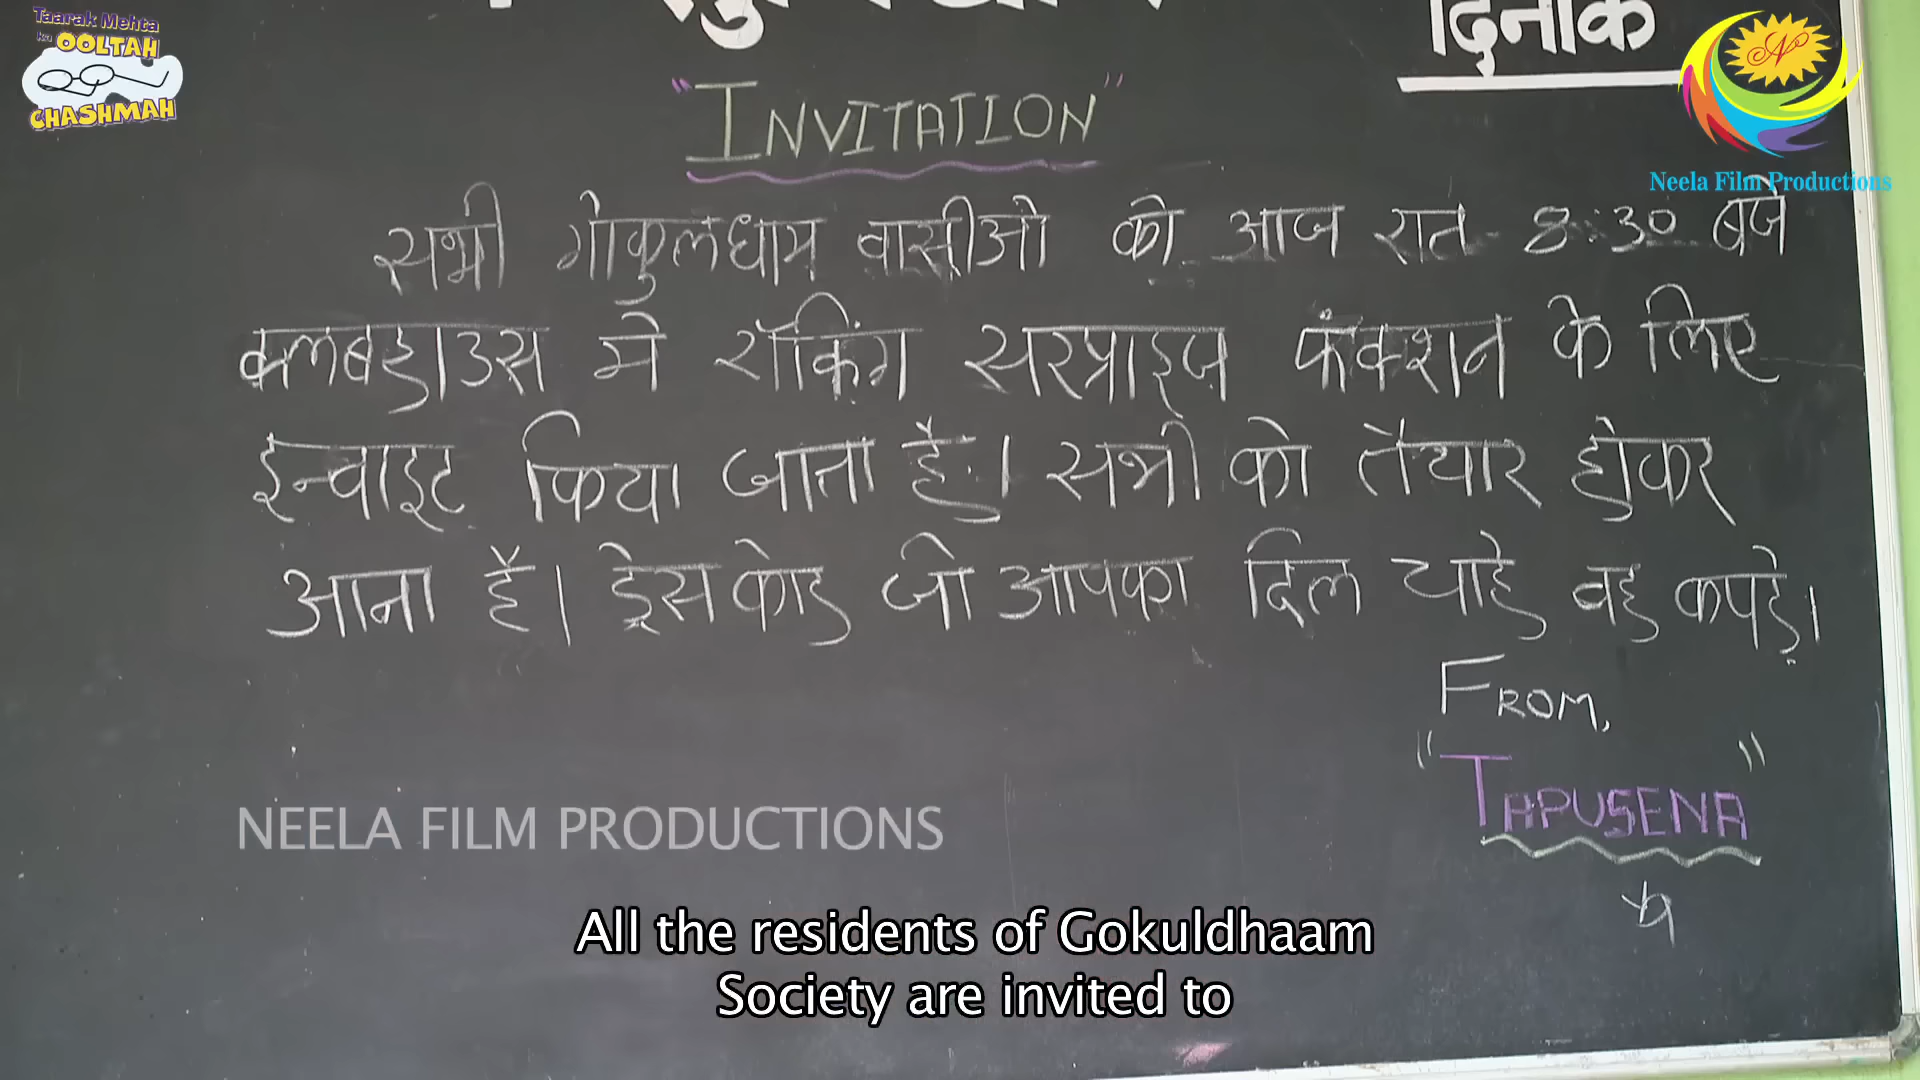 Taarak Mehta
ka OOLTAH
CHASHMAH
दिनांक
Neela Film Productions
"INVITATION"
सभी गोकुलधाम वासीओ को आज रात 8:30 बजे
क्लबहाउस मे रॉकिंग सरप्राइज फंक्शन के लिए
इन्वाइट किया जाता है। सभी को तैयार होकर
आना है। ड्रेस कोड जो आपका दिल चाहे वह कपड़े।
FROM,
"TAPUSENA"
NEELA FILM PRODUCTIONS
All the residents of Gokuldhaam
Society are invited to